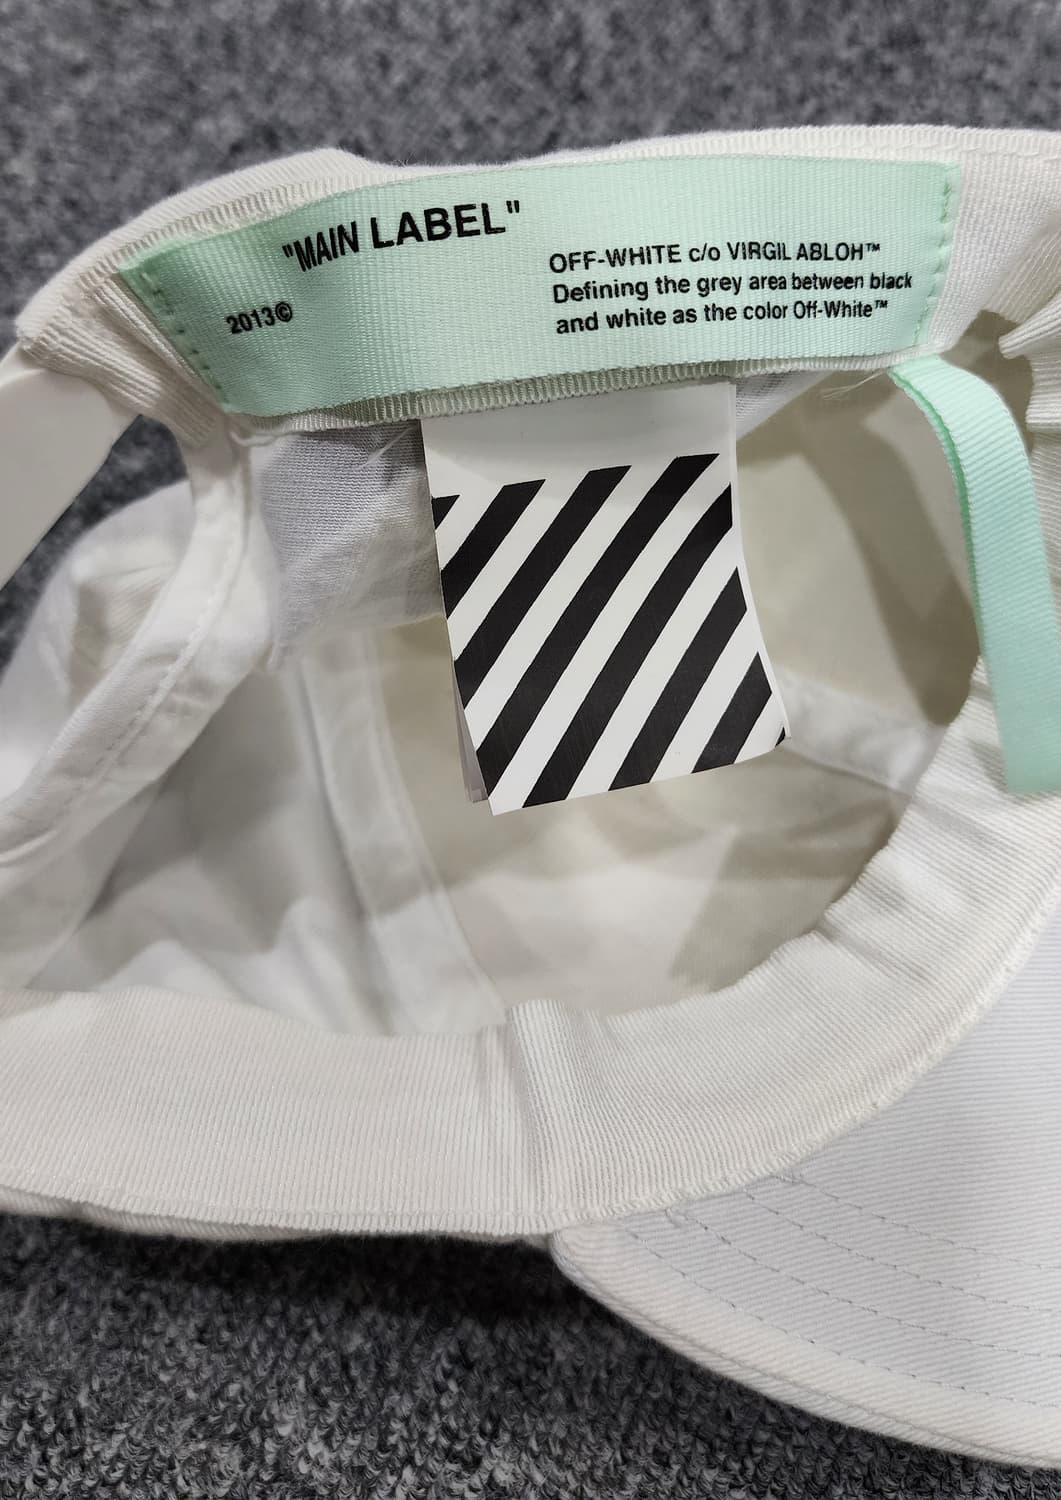 "MAIN LABEL"
2013©
OFF-WHITE c/o VIRGIL ABLOH™
Defining the grey area between black
and white as the color Off-White™